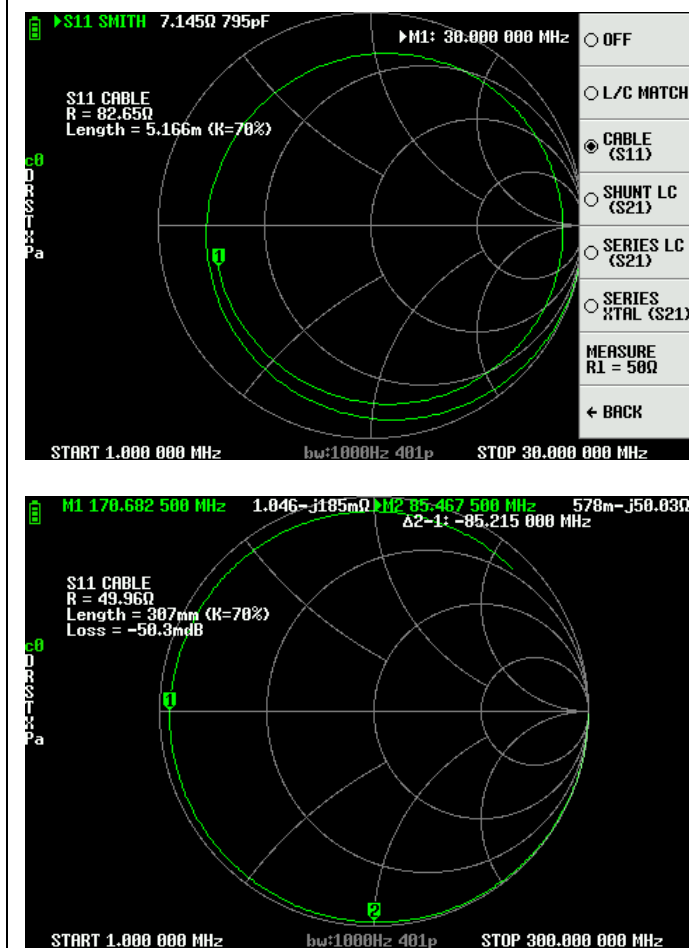 ▶S11 SMITH 7.145Ω 795pF
▶M1: 30.000 000 MHz
S11 CABLE
R = 82.65Ω
Length = 5.166m (K=70%)
c0
D
R
S
T
X
Pa
1
START 1.000 000 MHz bw:1000Hz 401p STOP 30.000 000 MHz
OFF
L/C MATCH
CABLE
(S11)
SHUNT LC
(S21)
SERIES LC
(S21)
SERIES
XTAL (S21)
MEASURE
R1 = 50Ω
← BACK
M1 170.682 500 MHz 1.046-j185mΩ ▶M2 85.467 500 MHz 578m-j50.03Ω
Δ2-1: -85.215 000 MHz
S11 CABLE
R = 49.96Ω
Length = 307mm (K=70%)
Loss = -50.3mdB
c0
D
R
S
T
X
Pa
1
2
START 1.000 000 MHz bw:1000Hz 401p STOP 300.000 000 MHz